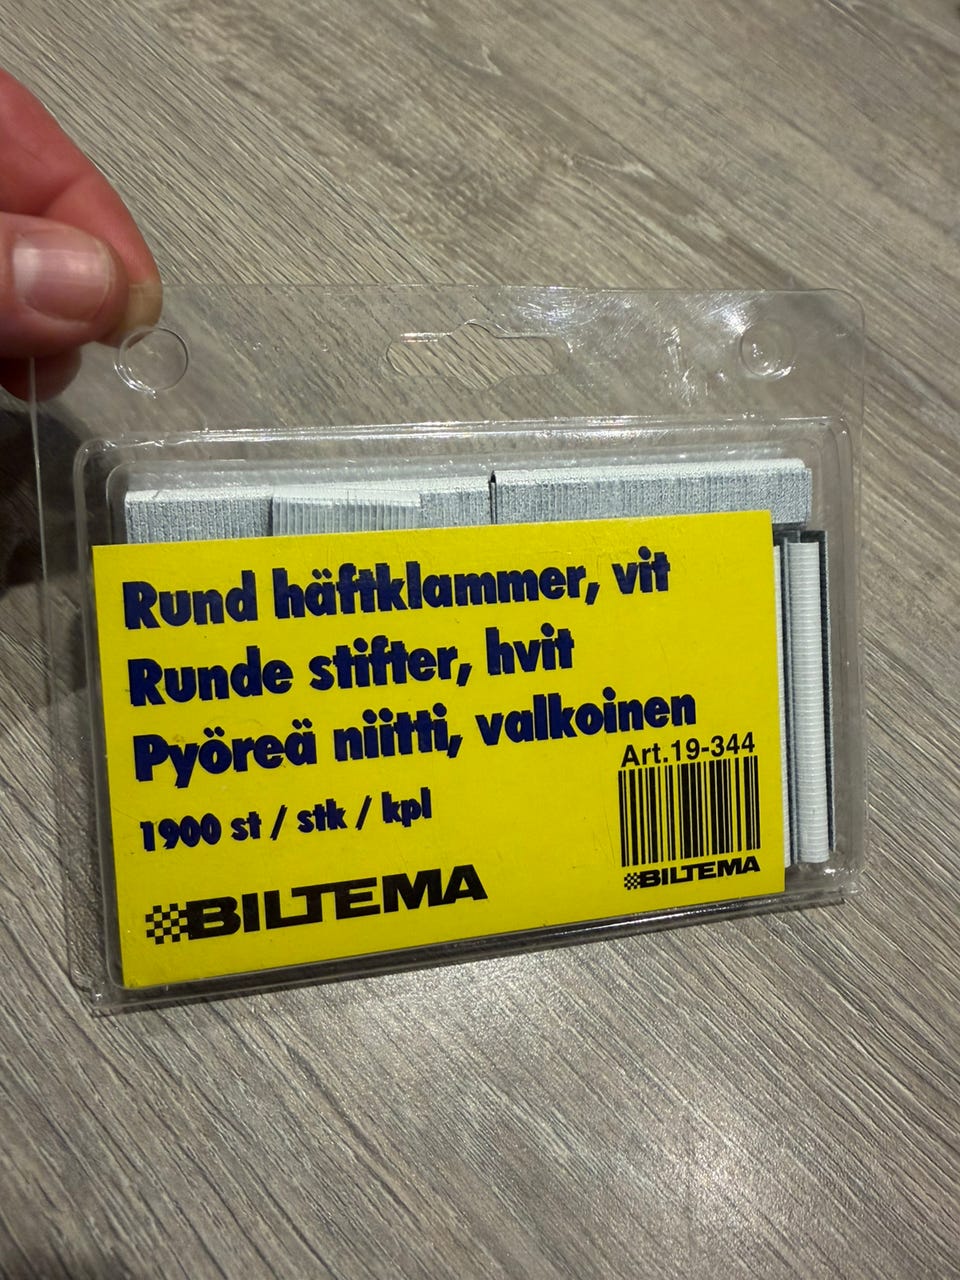 Rund häftklammer, vit
Runde stifter, hvit
Pyöreä niitti, valkoinen
1900 st / stk / kpl
Art.19-344
BILTEMA
BILTEMA